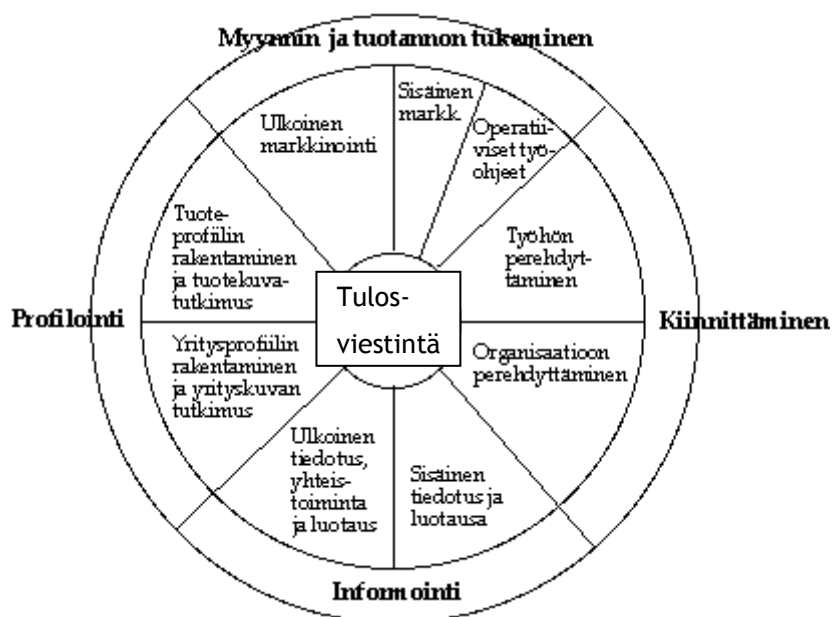 Myynnin ja tuotannon tukeminen
Ulkoinen
markkinointi
Sisäinen
markk.
Operatii-
viset työ-
ohjeet
Tuote-
profiilin
rakentaminen
ja tuotekuva-
tutkimus
Työhön
perehdyt-
täminen
Profilointi
Tulos-
viestintä
Kiinnittäminen
Yritysprofiilin
rakentaminen
ja yrityskuvan
tutkimus
Organisaatioon
perehdyttäminen
Ulkoinen
tiedotus,
yhteis-
toiminta
ja luotaus
Sisäinen
tiedotus ja
luotausa
Informointi